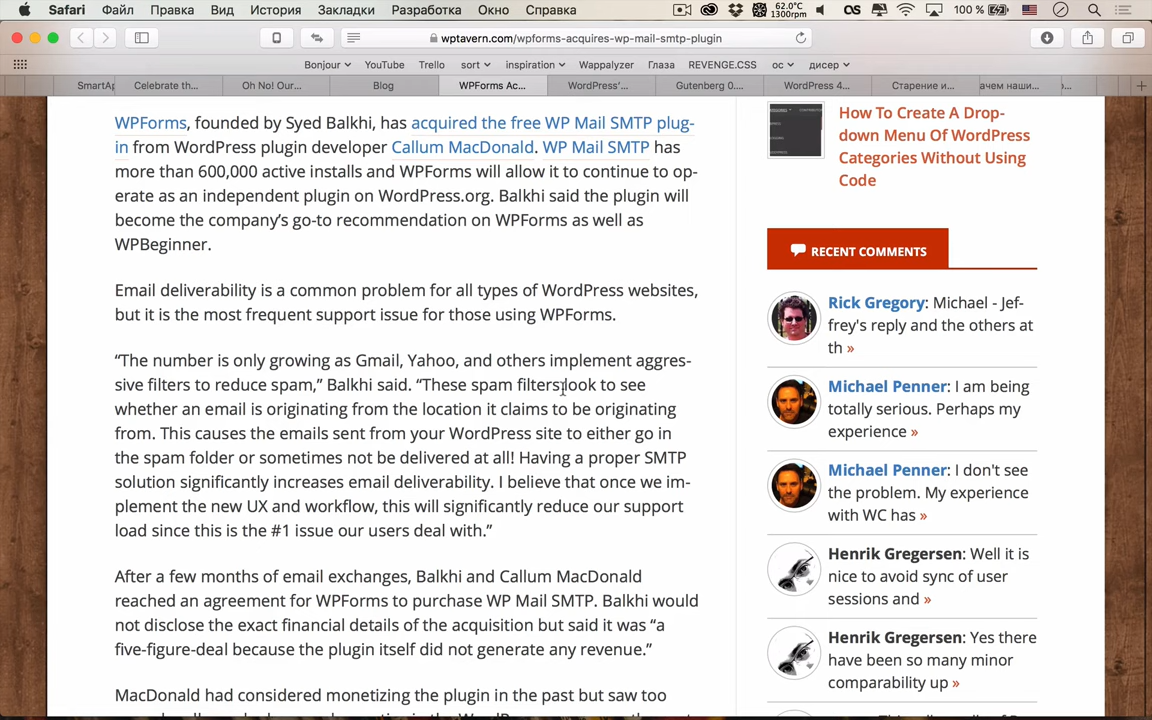 Safari Файл Правка Вид История Закладки Разработка Окно Справка 62.0°C 1300rpm 100 %
wptavern.com/wpforms-acquires-wp-mail-smtp-plugin
Bonjour YouTube Trello sort inspiration Wappalyzer Глаза REVENGE.CSS ос дисер
SmartAp Celebrate th... Oh No! Our... Blog WPForms Ac... WordPress'... Gutenberg 0.... WordPress 4... Старение и... ачем наши...
WPForms, founded by Syed Balkhi, has acquired the free WP Mail SMTP plug-
in from WordPress plugin developer Callum MacDonald. WP Mail SMTP has
more than 600,000 active installs and WPForms will allow it to continue to op-
erate as an independent plugin on WordPress.org. Balkhi said the plugin will
become the company's go-to recommendation on WPForms as well as
WPBeginner.
Email deliverability is a common problem for all types of WordPress websites,
but it is the most frequent support issue for those using WPForms.
“The number is only growing as Gmail, Yahoo, and others implement aggres-
sive filters to reduce spam,” Balkhi said. “These spam filters look to see
whether an email is originating from the location it claims to be originating
from. This causes the emails sent from your WordPress site to either go in
the spam folder or sometimes not be delivered at all! Having a proper SMTP
solution significantly increases email deliverability. I believe that once we im-
plement the new UX and workflow, this will significantly reduce our support
load since this is the #1 issue our users deal with.”
After a few months of email exchanges, Balkhi and Callum MacDonald
reached an agreement for WPForms to purchase WP Mail SMTP. Balkhi would
not disclose the exact financial details of the acquisition but said it was “a
five-figure-deal because the plugin itself did not generate any revenue.”
MacDonald had considered monetizing the plugin in the past but saw too
How To Create A Drop-
down Menu Of WordPress
Categories Without Using
Code
RECENT COMMENTS
Rick Gregory: Michael - Jef-
frey's reply and the others at
th »
Michael Penner: I am being
totally serious. Perhaps my
experience »
Michael Penner: I don't see
the problem. My experience
with WC has »
Henrik Gregersen: Well it is
nice to avoid sync of user
sessions and »
Henrik Gregersen: Yes there
have been so many minor
comparability up »